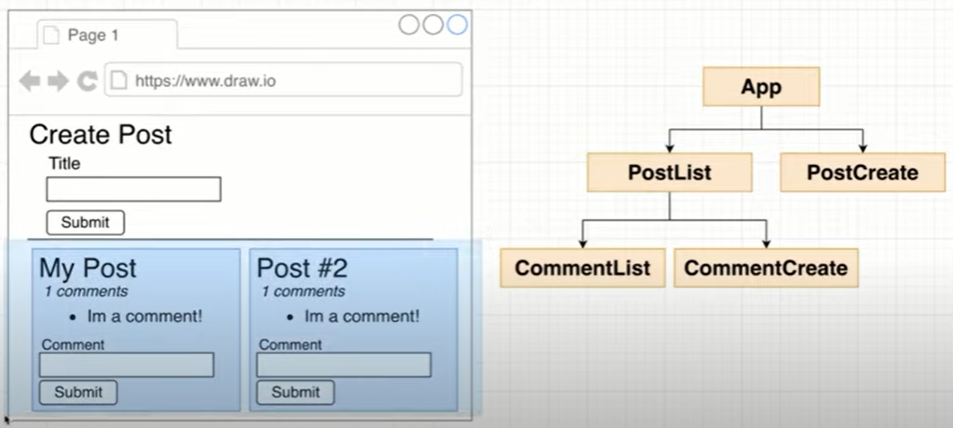 Page 1
https://www.draw.io
Create Post
Title
Submit
My Post
1 comments
Im a comment!
Comment
Submit
Post #2
1 comments
Im a comment!
Comment
Submit
App
PostList
PostCreate
CommentList
CommentCreate